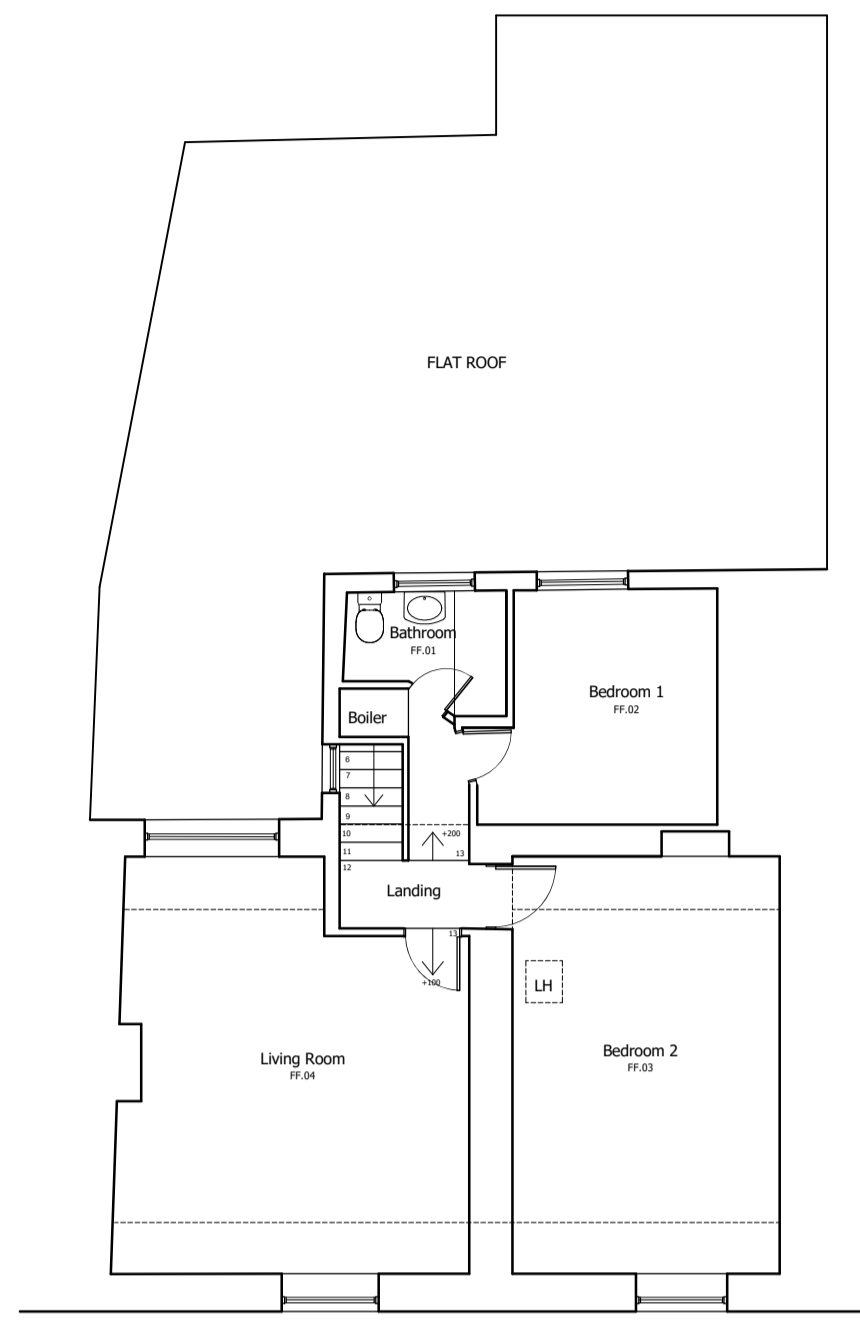 FLAT ROOF
Bathroom
FF.01
Bedroom 1
FF.02
Boiler
6
7
8
9
10
11
12
+200
13
Landing
13
+100
LH
Living Room
FF.04
Bedroom 2
FF.03